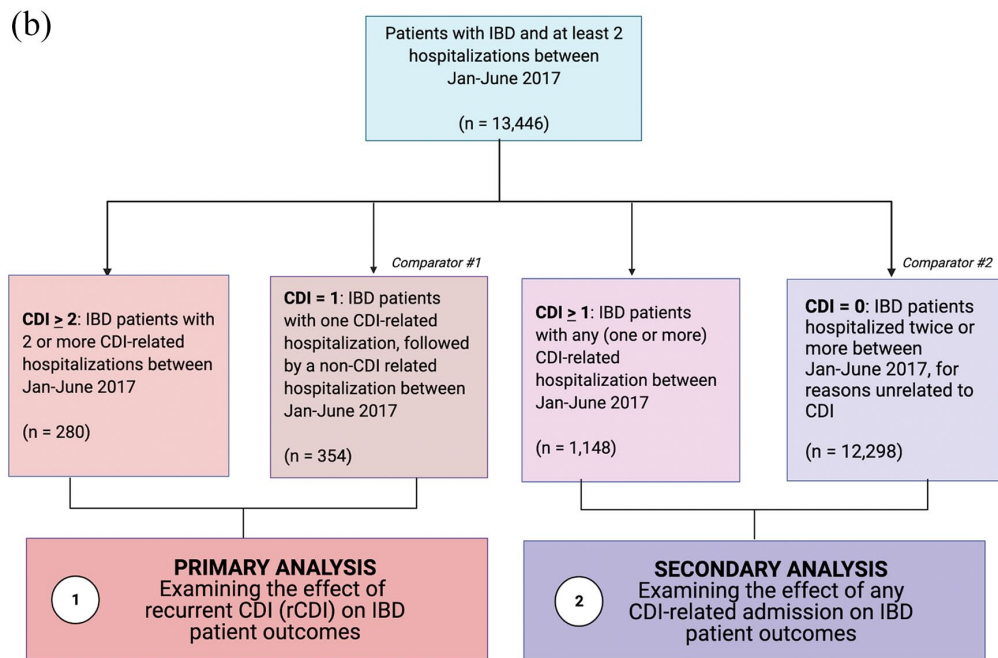 (b)
Patients with IBD and at least 2
hospitalizations between
Jan-June 2017
(n = 13,446)
Comparator #1
Comparator #2
CDI ≥ 2: IBD patients with
2 or more CDI-related
hospitalizations between
Jan-June 2017
(n = 280)
CDI = 1: IBD patients
with one CDI-related
hospitalization, followed
by a non-CDI related
hospitalization between
Jan-June 2017
(n = 354)
CDI ≥ 1: IBD patients
with any (one or more)
CDI-related
hospitalization between
Jan-June 2017
(n = 1,148)
CDI = 0: IBD patients
hospitalized twice or
more between
Jan-June 2017, for
reasons unrelated to
CDI
(n = 12,298)
1
PRIMARY ANALYSIS
Examining the effect of
recurrent CDI (rCDI) on IBD
patient outcomes
2
SECONDARY ANALYSIS
Examining the effect of any
CDI-related admission on IBD
patient outcomes